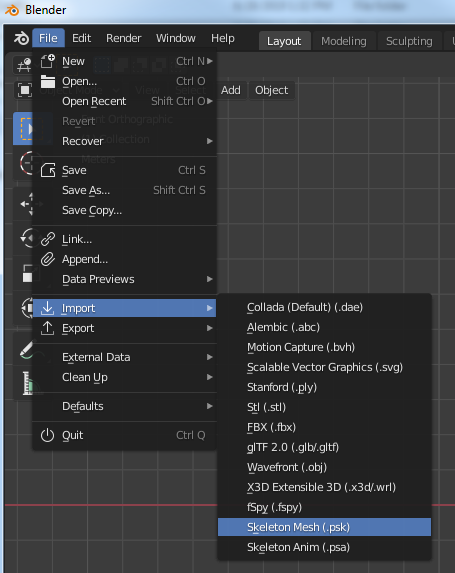 Blender
File Edit Render Window Help Layout Modeling Sculpting
New Ctrl N
Open... Ctrl O
Open Recent Shift Ctrl O
Add Object
Revert
Orthographic
Recover
Collection
Meters
Save Ctrl S
Save As... Shift Ctrl S
Save Copy...
Link...
Append...
Data Previews
Import
Export
External Data
Clean Up
Defaults
Quit Ctrl Q
Collada (Default) (.dae)
Alembic (.abc)
Motion Capture (.bvh)
Scalable Vector Graphics (.svg)
Stanford (.ply)
Stl (.stl)
FBX (.fbx)
glTF 2.0 (.glb/.gltf)
Wavefront (.obj)
X3D Extensible 3D (.x3d/.wrl)
fSpy (.fspy)
Skeleton Mesh (.psk)
Skeleton Anim (.psa)